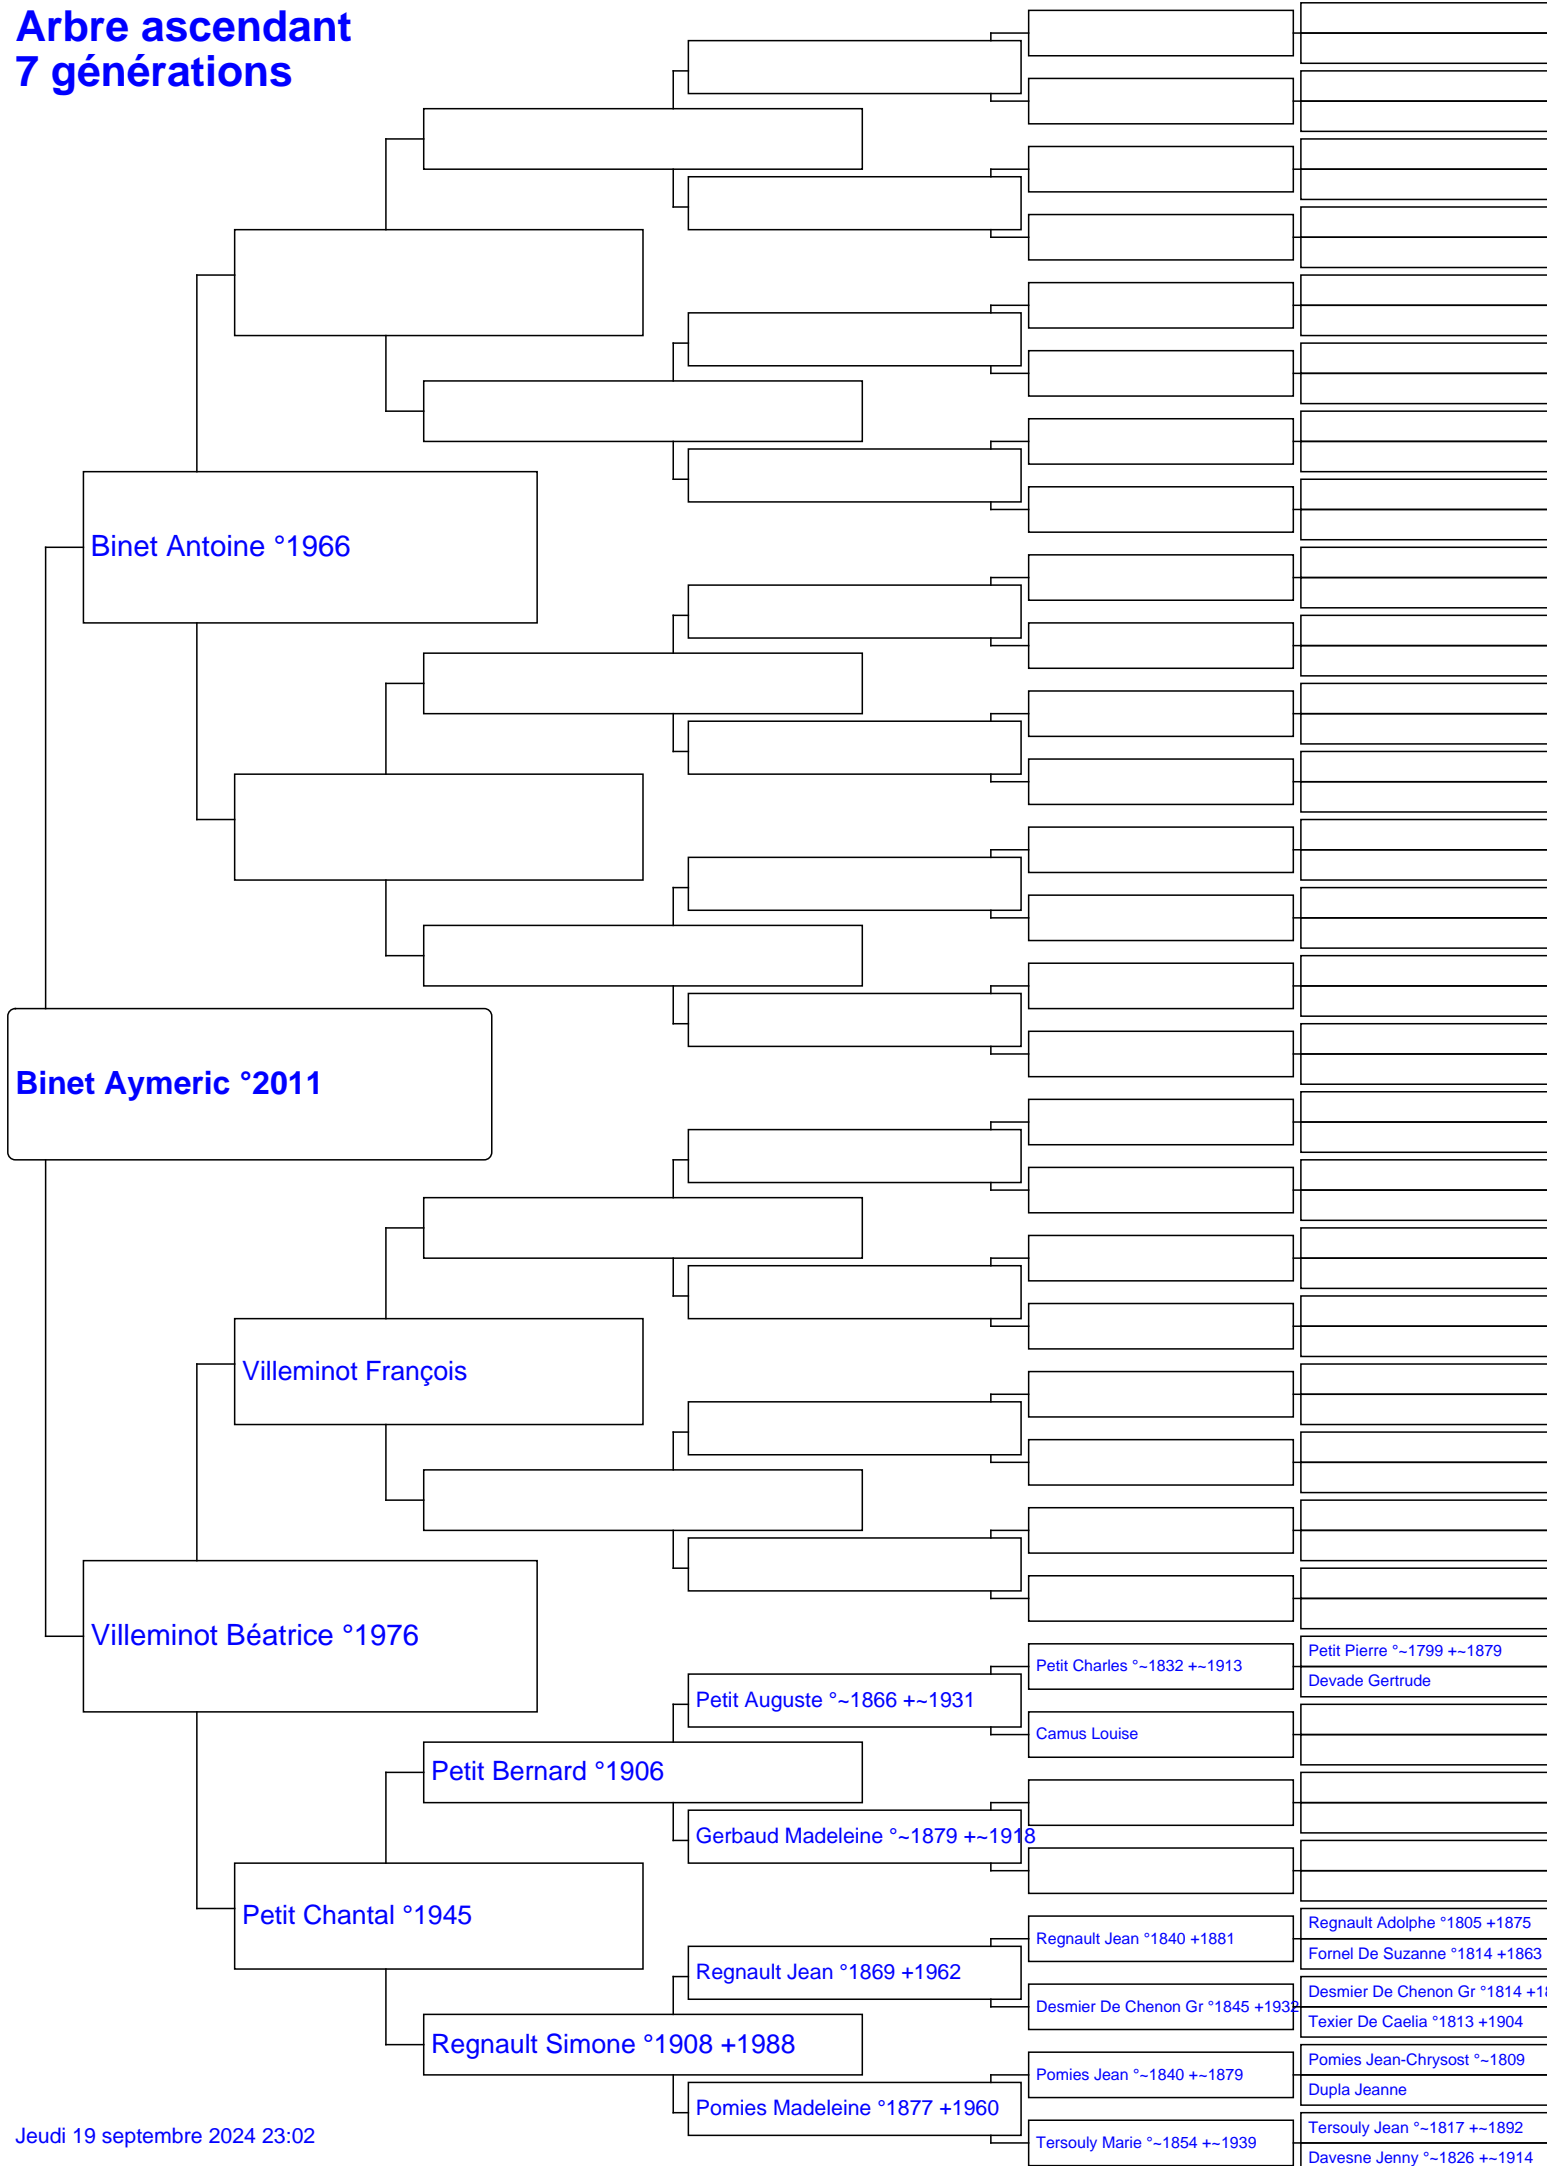 Arbre ascendant
7 générations
Binet Antoine °1966
Binet Aymeric °2011
Villeminot François
Villeminot Béatrice °1976
Petit Charles °~1832 +~1913
Petit Pierre °~1799 +~1879
Devade Gertrude
Petit Auguste °~1866 +~1931
Camus Louise
Petit Bernard °1906
Gerbaud Madeleine °~1879 +~1918
Petit Chantal °1945
Regnault Jean °1840 +1881
Regnault Adolphe °1805 +1875
Fornel De Suzanne °1814 +1863
Regnault Jean °1869 +1962
Desmier De Chenon Gr °1845 +1932
Desmier De Chenon Gr °1814
Texier De Caelia °1813 +1904
Regnault Simone °1908 +1988
Pomies Jean °~1840 +~1879
Pomies Jean-Chrysost °~1809
Dupla Jeanne
Pomies Madeleine °1877 +1960
Tersouly Marie °~1854 +~1939
Tersouly Jean °~1817 +~1892
Davesne Jenny °~1826 +~1914
Jeudi 19 septembre 2024 23:02